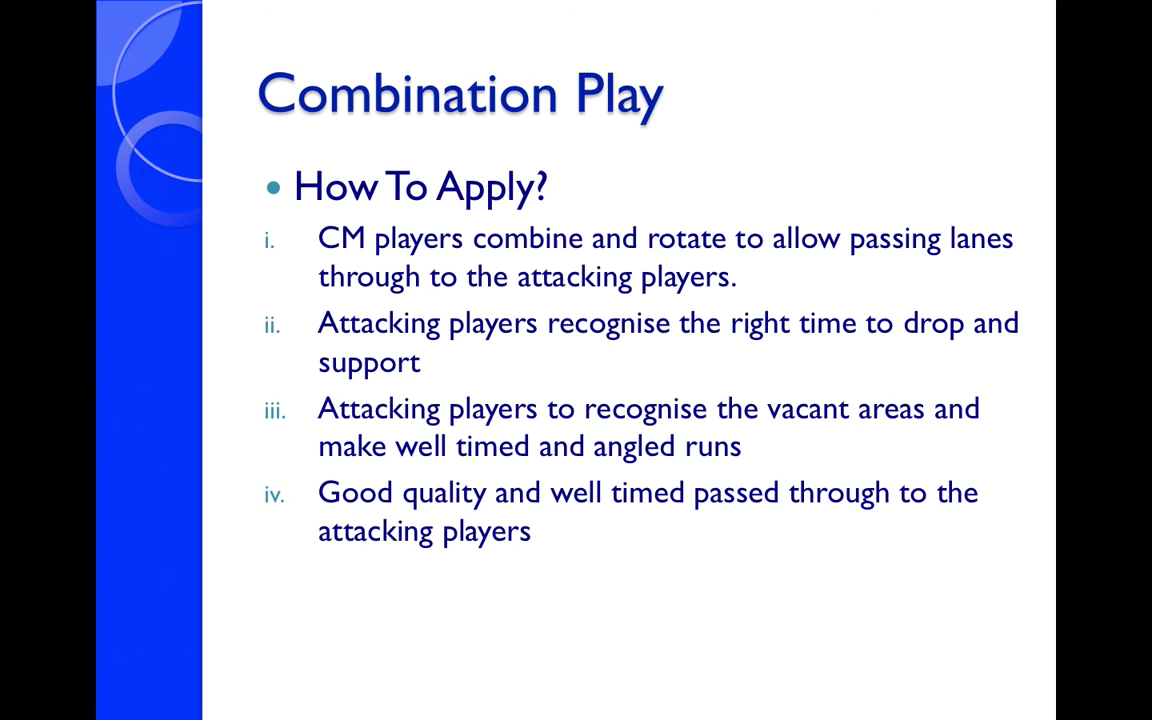 Combination Play
• How To Apply?
i. CM players combine and rotate to allow passing lanes
through to the attacking players.
ii. Attacking players recognise the right time to drop and
support
iii. Attacking players to recognise the vacant areas and
make well timed and angled runs
iv. Good quality and well timed passed through to the
attacking players